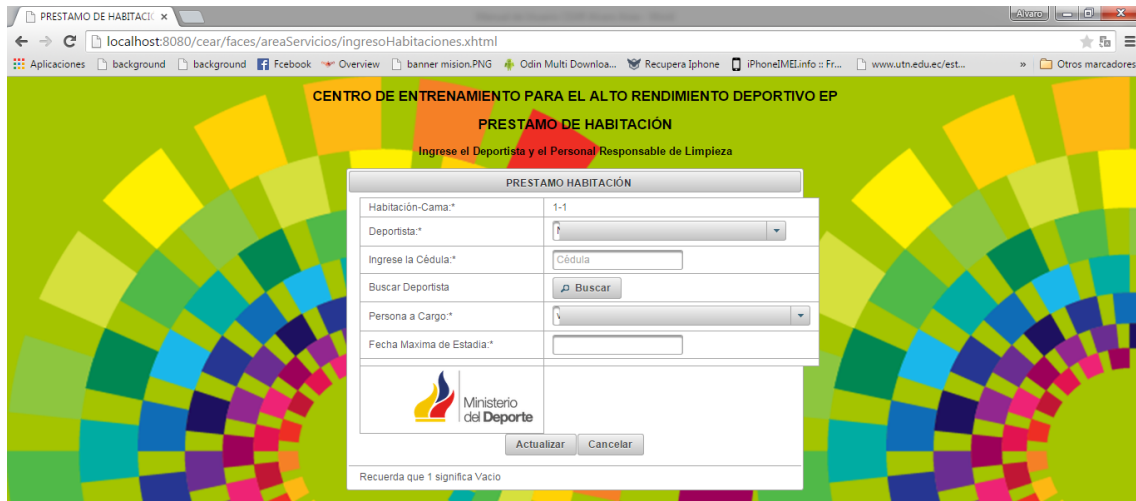 PRESTAMO DE HABITACIO
Alvaro
localhost:8080/cear/faces/areaServicios/ingresoHabitaciones.xhtml
Aplicaciones background background Fcebook Overview banner mision.PNG Odin Multi Downloa... Recupera Iphone iPhoneIMEI.info :: Fr... www.utn.edu.ec/est... » Otros marcadores
CENTRO DE ENTRENAMIENTO PARA EL ALTO RENDIMIENTO DEPORTIVO EP
PRESTAMO DE HABITACIÓN
Ingrese el Deportista y el Personal Responsable de Limpieza
PRESTAMO HABITACIÓN
Habitación-Cama:* 1-1
Deportista:*
Ingrese la Cédula:* Cédula
Buscar Deportista Buscar
Persona a Cargo:*
Fecha Maxima de Estadia:*
Ministerio
del Deporte
Actualizar Cancelar
Recuerda que 1 significa Vacio